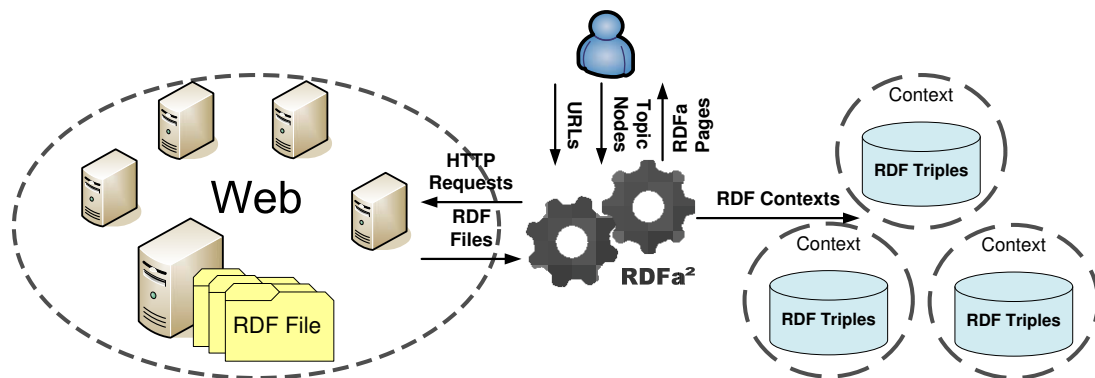 Web
RDF File
HTTP
Requests
RDF
Files
URLs
Topic
Nodes
RDFa
Pages
RDFa²
RDF Contexts
Context
RDF Triples
Context
RDF Triples
Context
RDF Triples